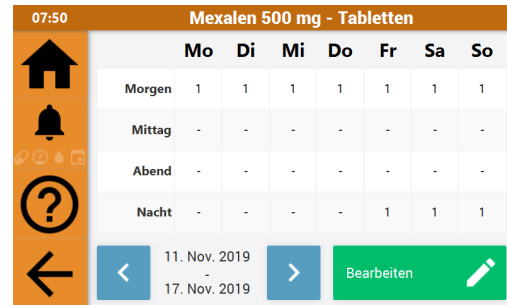 07:50 Mexalen 500 mg - Tabletten
Mo Di Mi Do Fr Sa So
Morgen 1 1 1 1 1 1 1
Mittag - - - - - - -
Abend - - - - - - -
Nacht - - - - 1 1 1
11. Nov. 2019
-
17. Nov. 2019
Bearbeiten